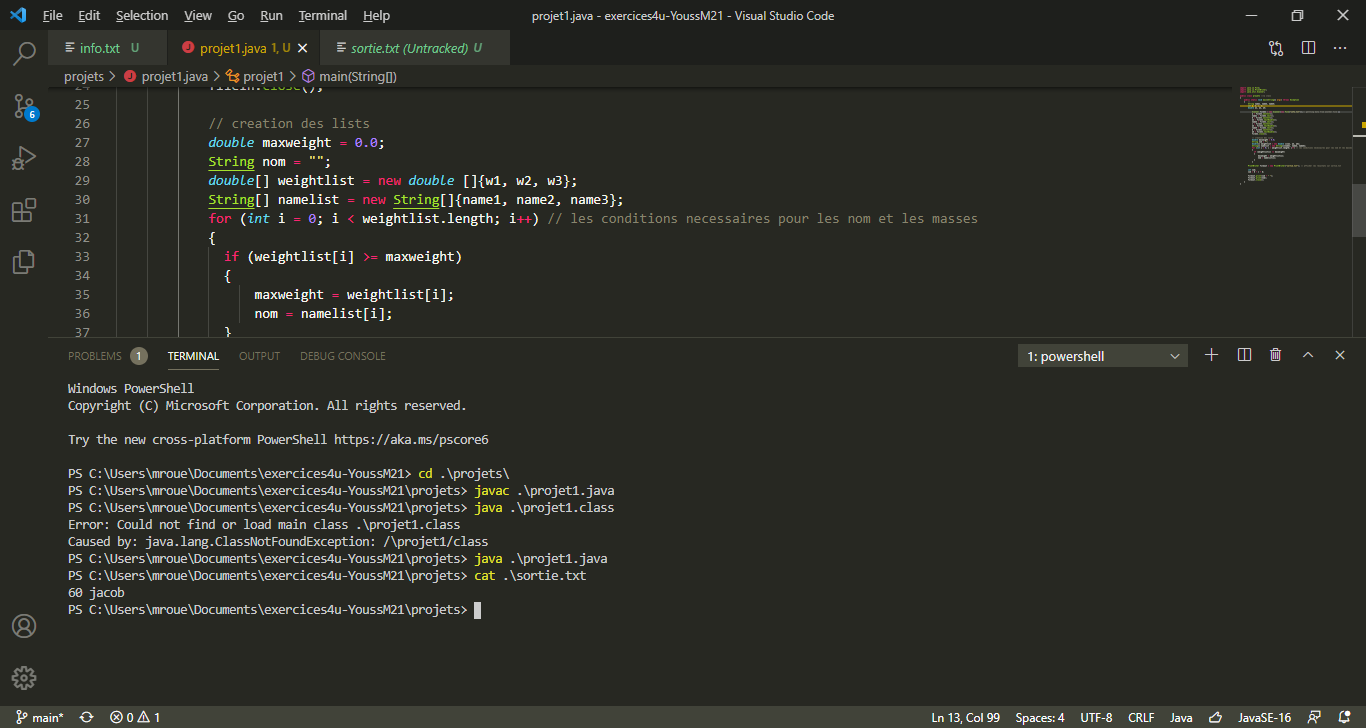 File Edit Selection View Go Run Terminal Help projet1.java - exercices4u-YoussM21 - Visual Studio Code
info.txt U projet1.java 1, U sortie.txt (Untracked) U
projets > projet1.java > projet1 > main(String[])
24 fileIn.close();
25
26 // creation des lists
27 double maxweight = 0.0;
28 String nom = "";
29 double[] weightlist = new double []{w1, w2, w3};
30 String[] namelist = new String[]{name1, name2, name3};
31 for (int i = 0; i < weightlist.length; i++) // les conditions necessaires pour les nom et les masses
32 {
33 if (weightlist[i] >= maxweight)
34 {
35 maxweight = weightlist[i];
36 nom = namelist[i];
37 }
6
PROBLEMS 1 TERMINAL OUTPUT DEBUG CONSOLE 1: powershell
Windows PowerShell
Copyright (C) Microsoft Corporation. All rights reserved.
Try the new cross-platform PowerShell https://aka.ms/pscore6
PS C:\Users\mroue\Documents\exercices4u-YoussM21> cd .\projets\
PS C:\Users\mroue\Documents\exercices4u-YoussM21\projets> javac .\projet1.java
PS C:\Users\mroue\Documents\exercices4u-YoussM21\projets> java .\projet1.class
Error: Could not find or load main class .\projet1.class
Caused by: java.lang.ClassNotFoundException: /\projet1/class
PS C:\Users\mroue\Documents\exercices4u-YoussM21\projets> java .\projet1.java
PS C:\Users\mroue\Documents\exercices4u-YoussM21\projets> cat .\sortie.txt
60 jacob
PS C:\Users\mroue\Documents\exercices4u-YoussM21\projets>
main* 0 1 Ln 13, Col 99 Spaces: 4 UTF-8 CRLF Java JavaSE-16